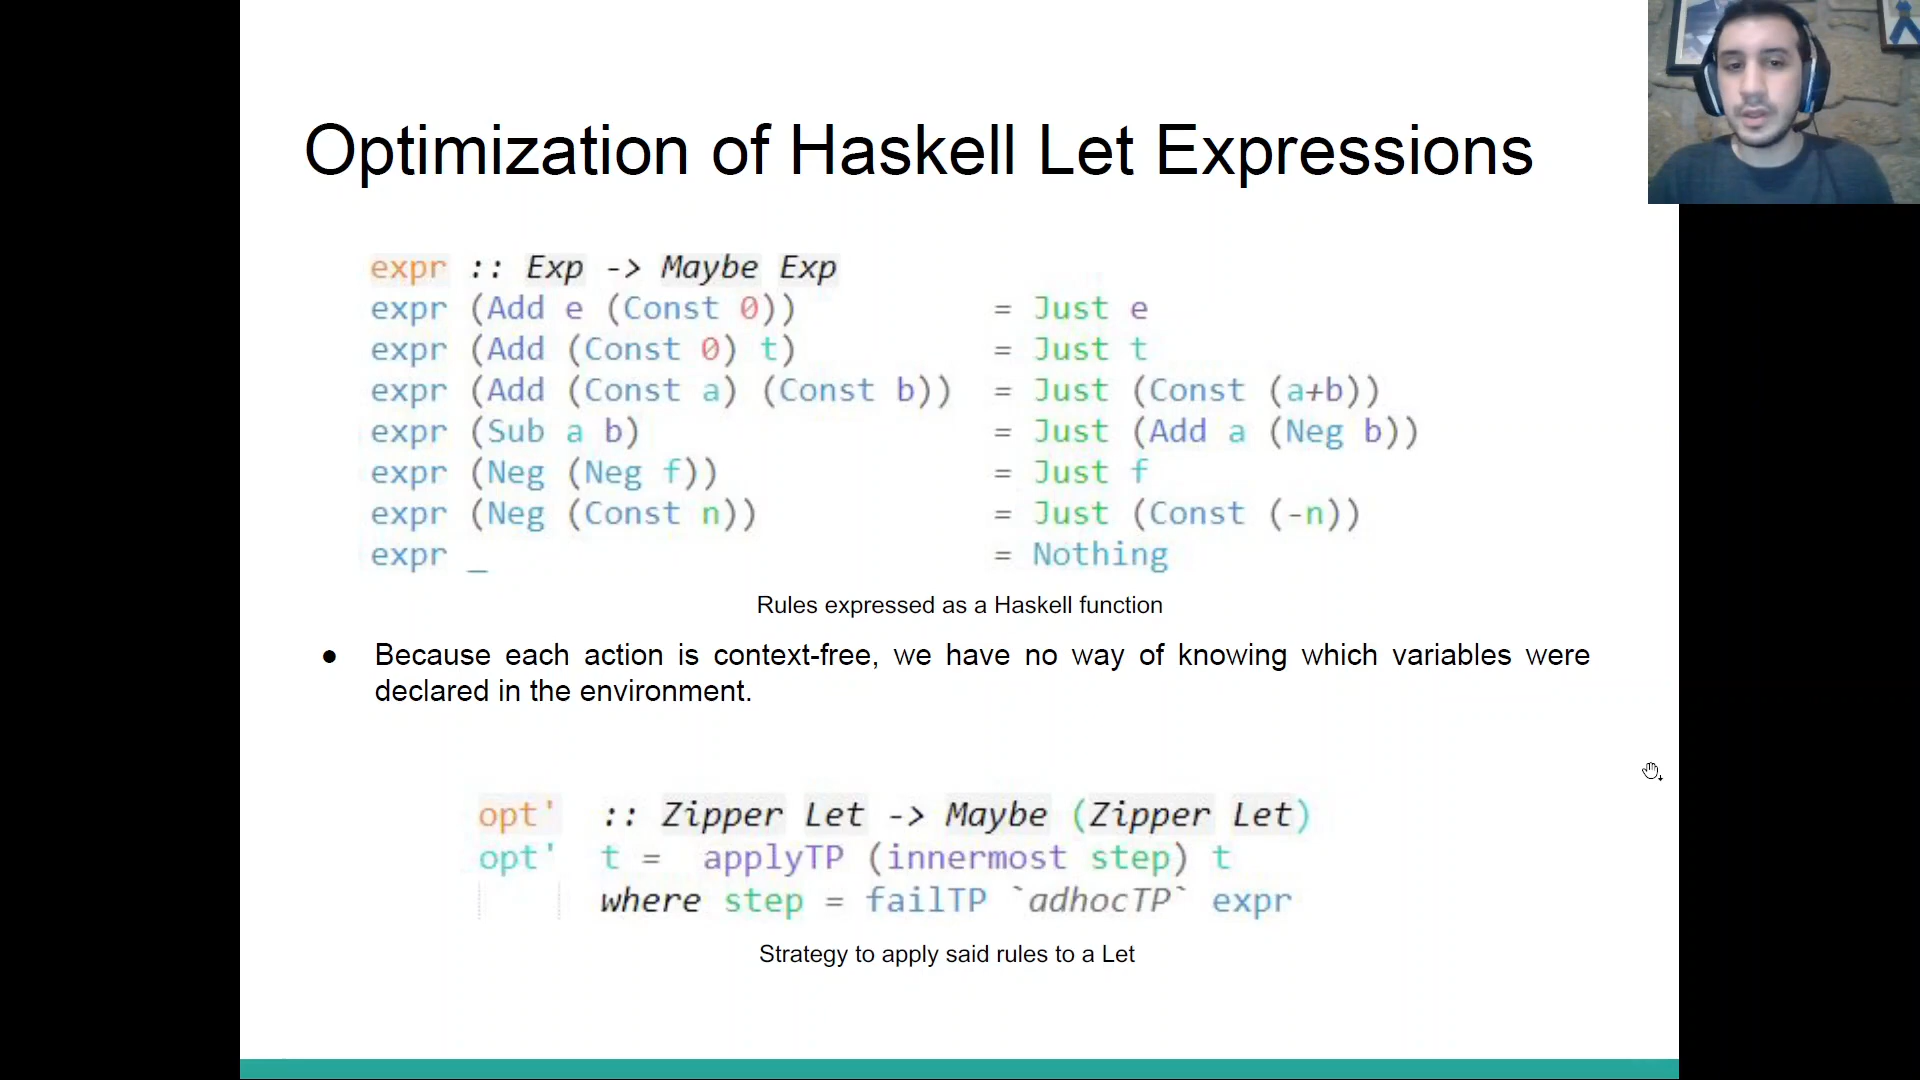 Optimization of Haskell Let Expressions
expr :: Exp -> Maybe Exp
expr (Add e (Const 0)) = Just e
expr (Add (Const 0) t) = Just t
expr (Add (Const a) (Const b)) = Just (Const (a+b))
expr (Sub a b) = Just (Add a (Neg b))
expr (Neg (Neg f)) = Just f
expr (Neg (Const n)) = Just (Const (-n))
expr _ = Nothing
Rules expressed as a Haskell function
● Because each action is context-free, we have no way of knowing which variables were
declared in the environment.
opt' :: Zipper Let -> Maybe (Zipper Let)
opt' t = applyTP (innermost step) t
where step = failTP `adhocTP` expr
Strategy to apply said rules to a Let